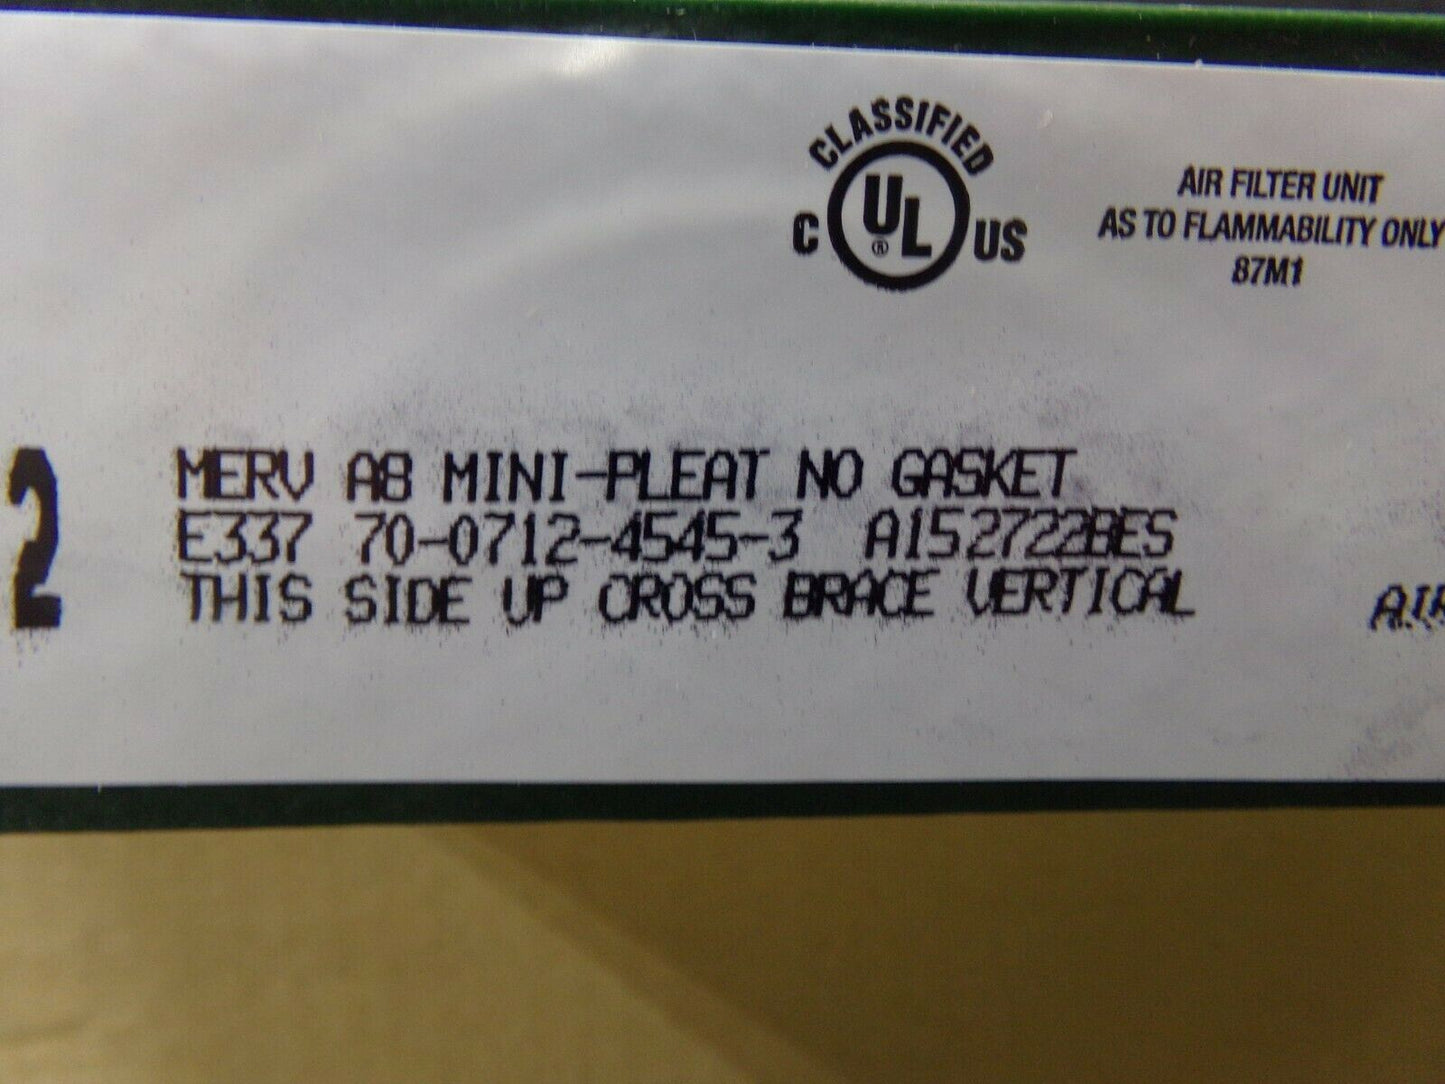 CLASSIFIED
C UL® US
AIR FILTER UNIT
AS TO FLAMMABILITY ONLY
87M1
2
MERV A8 MINI-PLEAT NO GASKET
E337 70-0712-4545-3 A152722BES
THIS SIDE UP CROSS BRACE VERTICAL